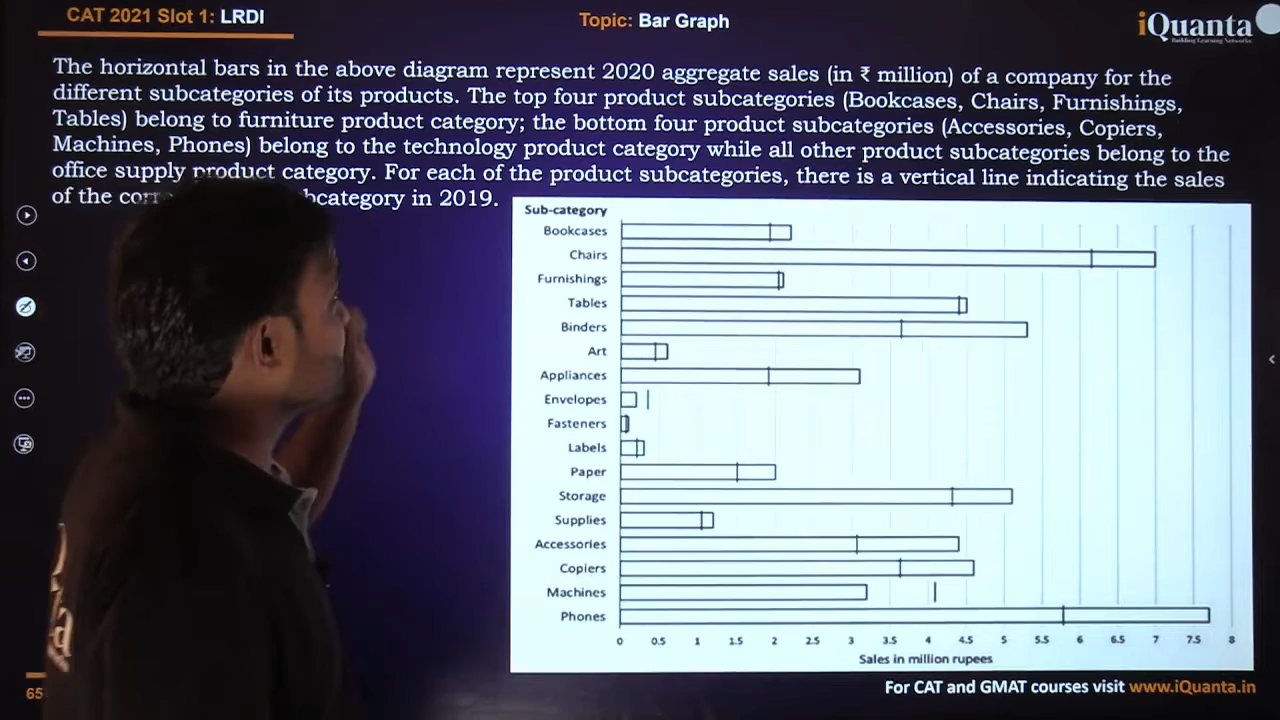 CAT 2021 Slot 1: LRDI
Topic: Bar Graph
iQuanta
Building Learning Networks
The horizontal bars in the above diagram represent 2020 aggregate sales (in ₹ million) of a company for the
different subcategories of its products. The top four product subcategories (Bookcases, Chairs, Furnishings,
Tables) belong to furniture product category; the bottom four product subcategories (Accessories, Copiers,
Machines, Phones) belong to the technology product category while all other product subcategories belong to the
office supply product category. For each of the product subcategories, there is a vertical line indicating the sales
of the in 2019.
Sub-category
Bookcases
Chairs
Furnishings
Tables
Binders
Art
Appliances
Envelopes
Fasteners
Labels
Paper
Storage
Supplies
Accessories
Copiers
Machines
Phones
0 0.5 1 1.5 2 2.5 3 3.5 4 4.5 5 5.5 6 6.5 7 7.5 8
Sales in million rupees
65
For CAT and GMAT courses visit www.iQuanta.in